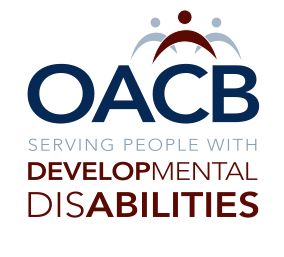 OACB
SERVING PEOPLE WITH
DEVELOPMENTAL
DISABILITIES